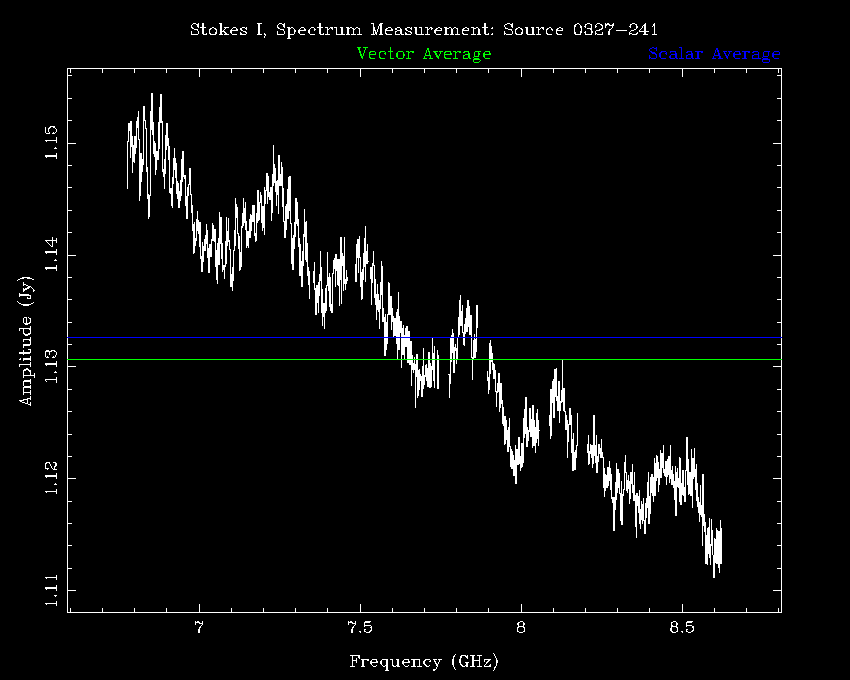 Stokes I, Spectrum Measurement: Source 0327-241
Vector Average
Scalar Average
1.15
1.14
1.13
1.12
1.11
Amplitude (Jy)
7 7.5 8 8.5
Frequency (GHz)